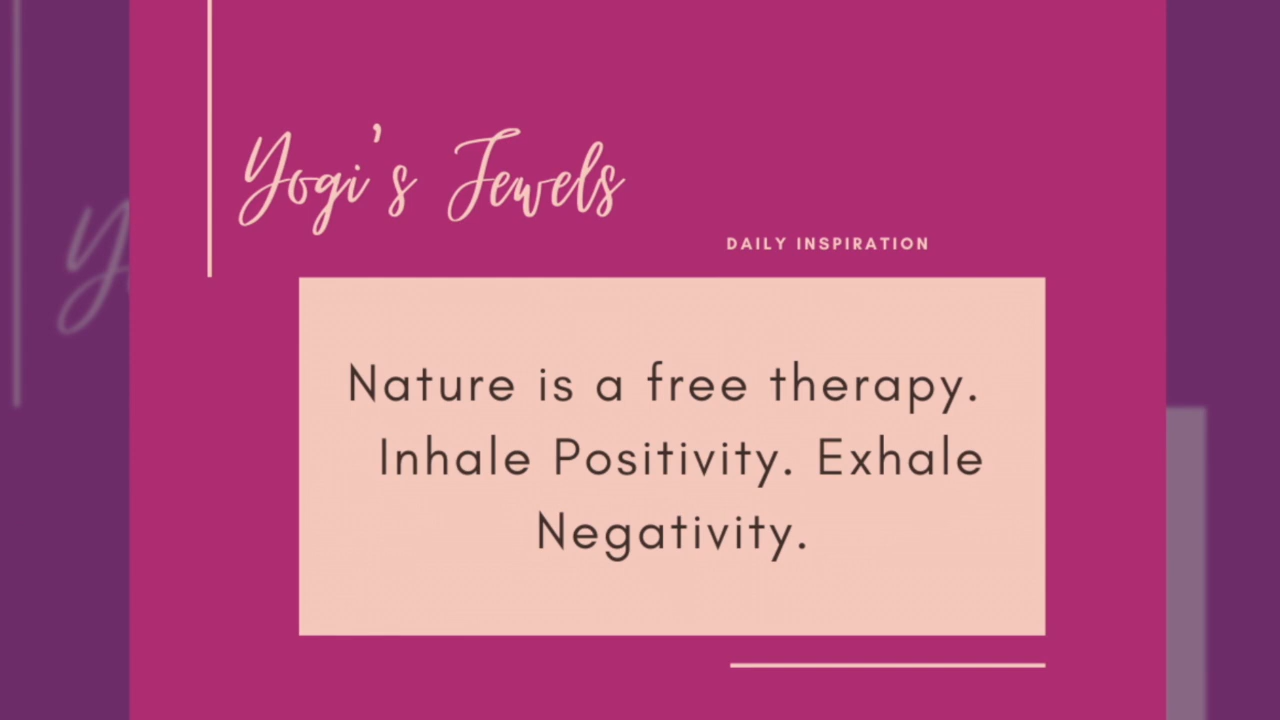 Yogi's Jewels
DAILY INSPIRATION
Nature is a free therapy.
Inhale Positivity. Exhale
Negativity.